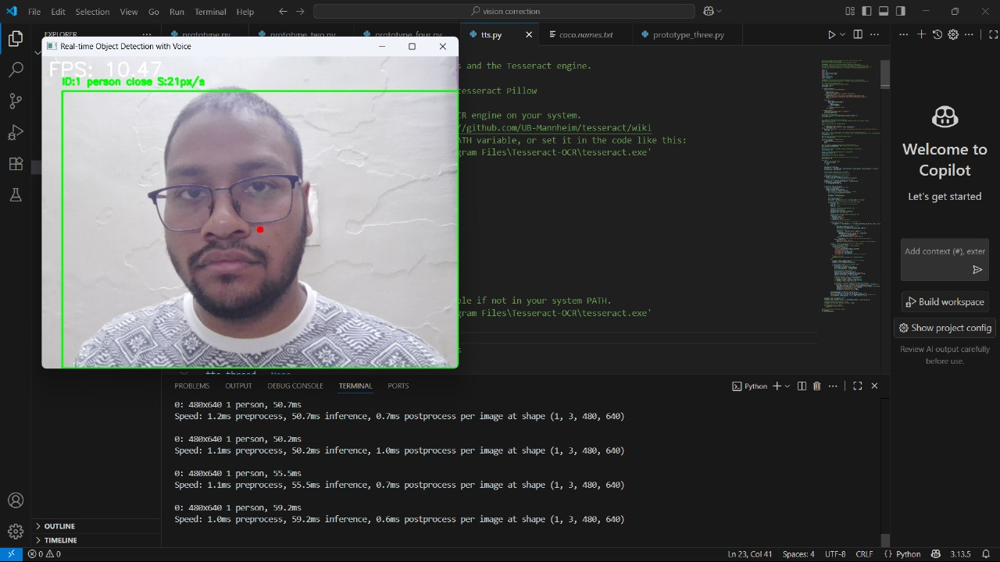 File Edit Selection View Go Run Terminal Help
vision correction
EXPLORER
prototype.py
prototype_two.py
prototype_four.py
tts.py
coco.names
prototype_three.py
Real-time Object Detection with Voice
FPS: 10.47
ID:1 person close S:21px/s
s and the Tesseract engine.
esseract Pillow
CR engine on your system.
//github.com/UB-Mannheim/tesseract
ATH variable, or set it in the code like this:
gram Files\Tesseract-OCR\tesseract.exe'
ble if not in your system PATH.
gram Files\Tesseract-OCR\tesseract.exe'
s
tts_thread = None
Welcome to
Copilot
Let's get started
Add context (#), exte
Build workspace
Show project config
Review AI output carefully
before use.
PROBLEMS OUTPUT DEBUG CONSOLE TERMINAL PORTS
Python
0: 480x640 1 person, 50.7ms
Speed: 1.2ms preprocess, 50.7ms inference, 0.7ms postprocess per image at shape (1, 3, 480, 640)
0: 480x640 1 person, 50.2ms
Speed: 1.1ms preprocess, 50.2ms inference, 1.0ms postprocess per image at shape (1, 3, 480, 640)
0: 480x640 1 person, 55.5ms
Speed: 1.1ms preprocess, 55.5ms inference, 0.7ms postprocess per image at shape (1, 3, 480, 640)
0: 480x640 1 person, 59.2ms
Speed: 1.0ms preprocess, 59.2ms inference, 0.6ms postprocess per image at shape (1, 3, 480, 640)
OUTLINE
TIMELINE
0 0
Ln 23, Col 41 Spaces: 4 UTF-8 CRLF {} Python 3.13.5